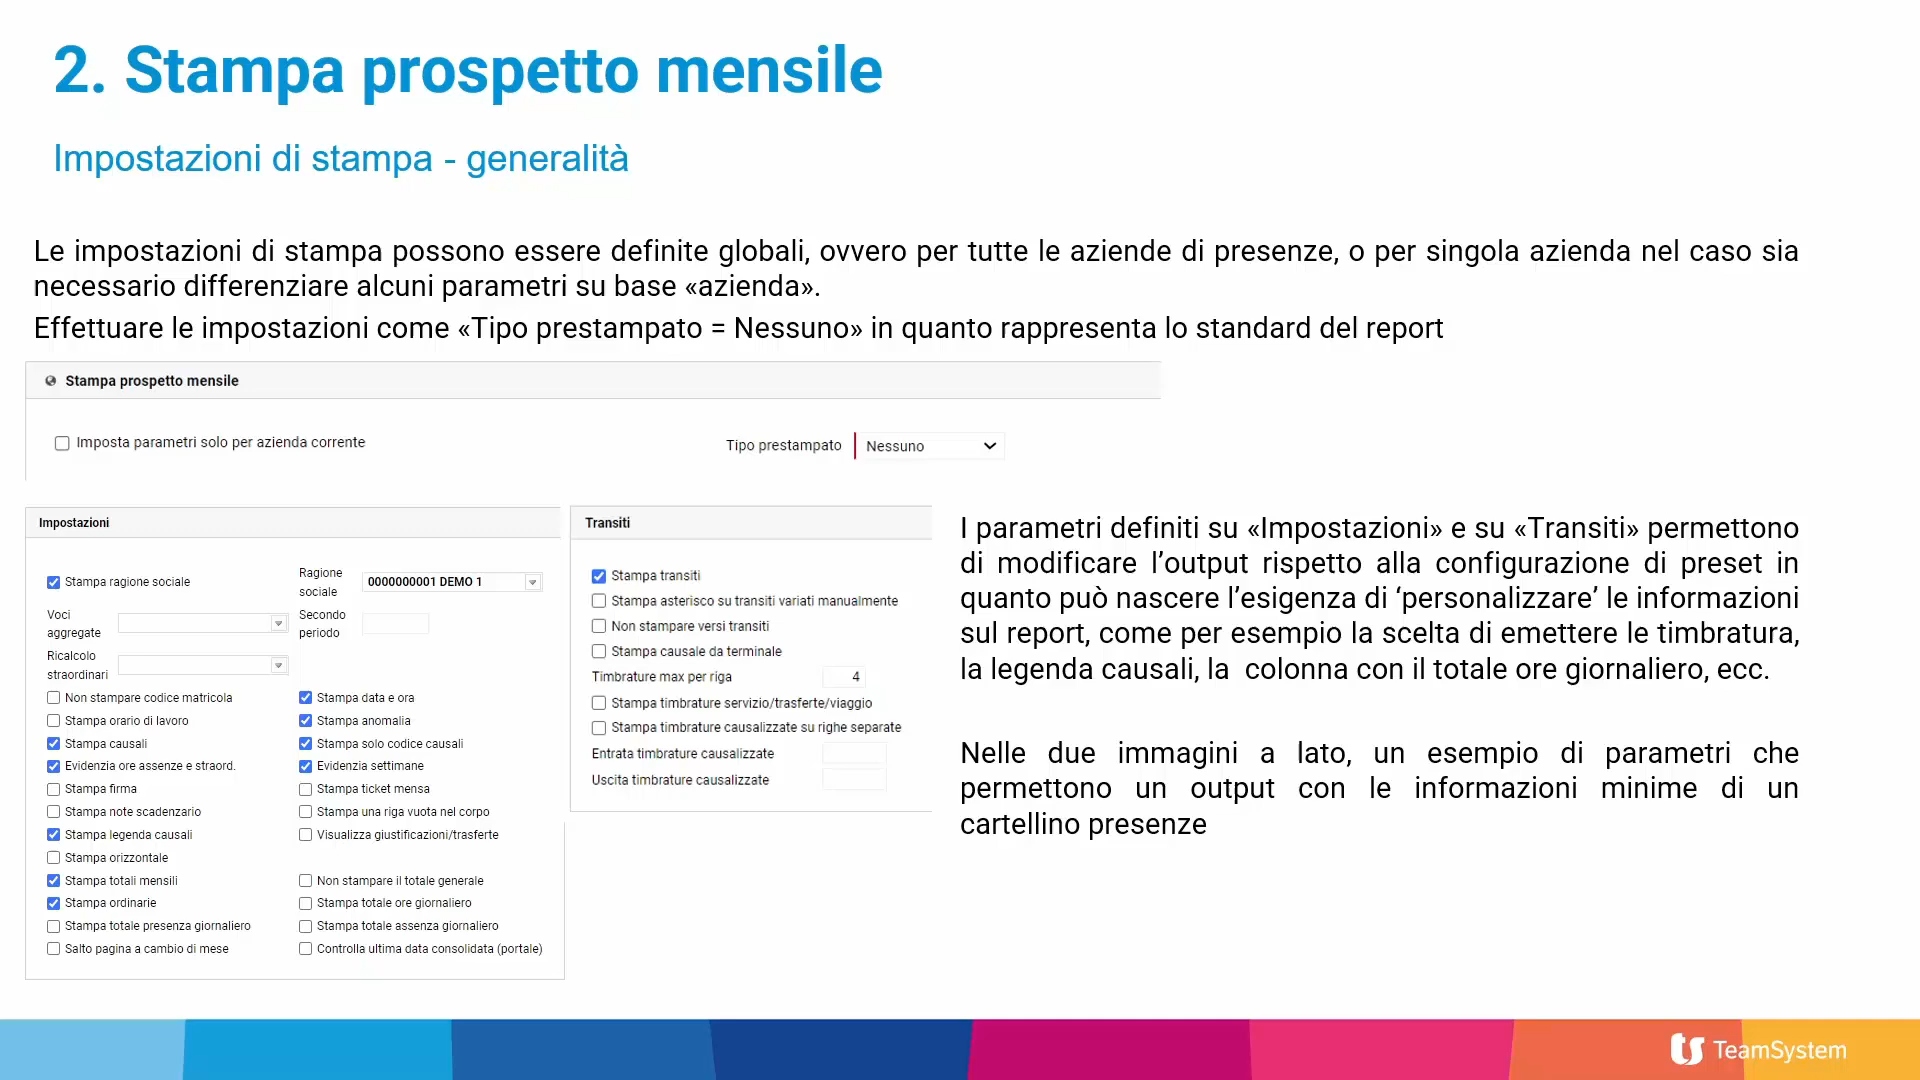 2. Stampa prospetto mensile
Impostazioni di stampa - generalità
Le impostazioni di stampa possono essere definite globali, ovvero per tutte le aziende di presenze, o per singola azienda nel caso sia
necessario differenziare alcuni parametri su base «azienda».
Effettuare le impostazioni come «Tipo prestampato = Nessuno» in quanto rappresenta lo standard del report
Stampa prospetto mensile
Imposta parametri solo per azienda corrente
Tipo prestampato Nessuno
Impostazioni
Stampa ragione sociale
Ragione
sociale
0000000001 DEMO 1
Voci
aggregate
Secondo
periodo
Ricalcolo
straordinari
Non stampare codice matricola
Stampa data e ora
Stampa orario di lavoro
Stampa anomalia
Stampa causali
Stampa solo codice causali
Evidenzia ore assenze e straord.
Evidenzia settimane
Stampa firma
Stampa ticket mensa
Stampa note scadenzario
Stampa una riga vuota nel corpo
Stampa legenda causali
Visualizza giustificazioni/trasferte
Stampa orizzontale
Stampa totali mensili
Non stampare il totale generale
Stampa ordinarie
Stampa totale ore giornaliero
Stampa totale presenza giornaliero
Stampa totale assenza giornaliero
Salto pagina a cambio di mese
Controlla ultima data consolidata (portale)
Transiti
Stampa transiti
Stampa asterisco su transiti variati manualmente
Non stampare versi transiti
Stampa causale da terminale
Timbrature max per riga 4
Stampa timbrature servizio/trasferte/viaggio
Stampa timbrature causalizzate su righe separate
Entrata timbrature causalizzate
Uscita timbrature causalizzate
I parametri definiti su «Impostazioni» e su «Transiti» permettono
di modificare l’output rispetto alla configurazione di preset in
quanto può nascere l’esigenza di ‘personalizzare’ le informazioni
sul report, come per esempio la scelta di emettere le timbratura,
la legenda causali, la colonna con il totale ore giornaliero, ecc.
Nelle due immagini a lato, un esempio di parametri che
permettono un output con le informazioni minime di un
cartellino presenze
TeamSystem